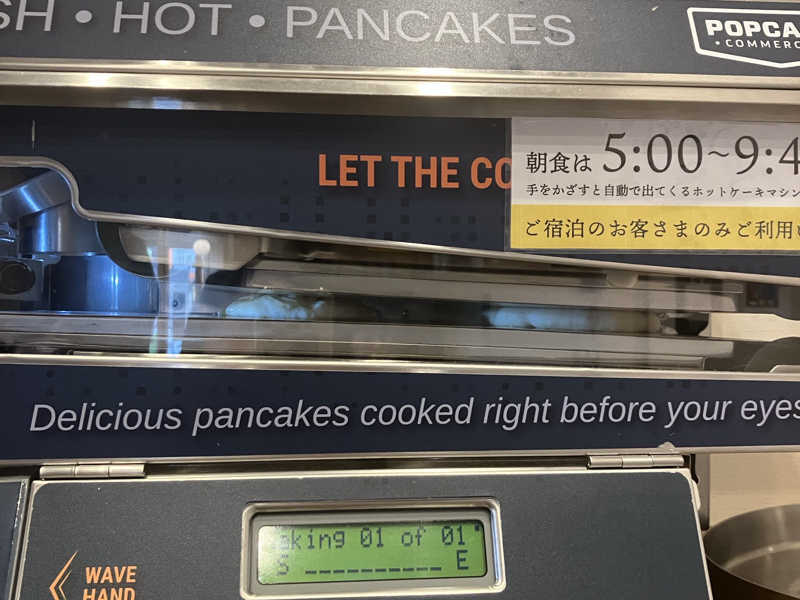 • HOT • PANCAKES
• COMMERC
LET THE
朝食は 5:00~9:4
手をかざすと自動で出てくるホットケーキマシン
ご宿泊のお客さまのみご利用
Delicious pancakes cooked right before your eyes
aking 01 of 01
S __________ E
WAVE
HAND